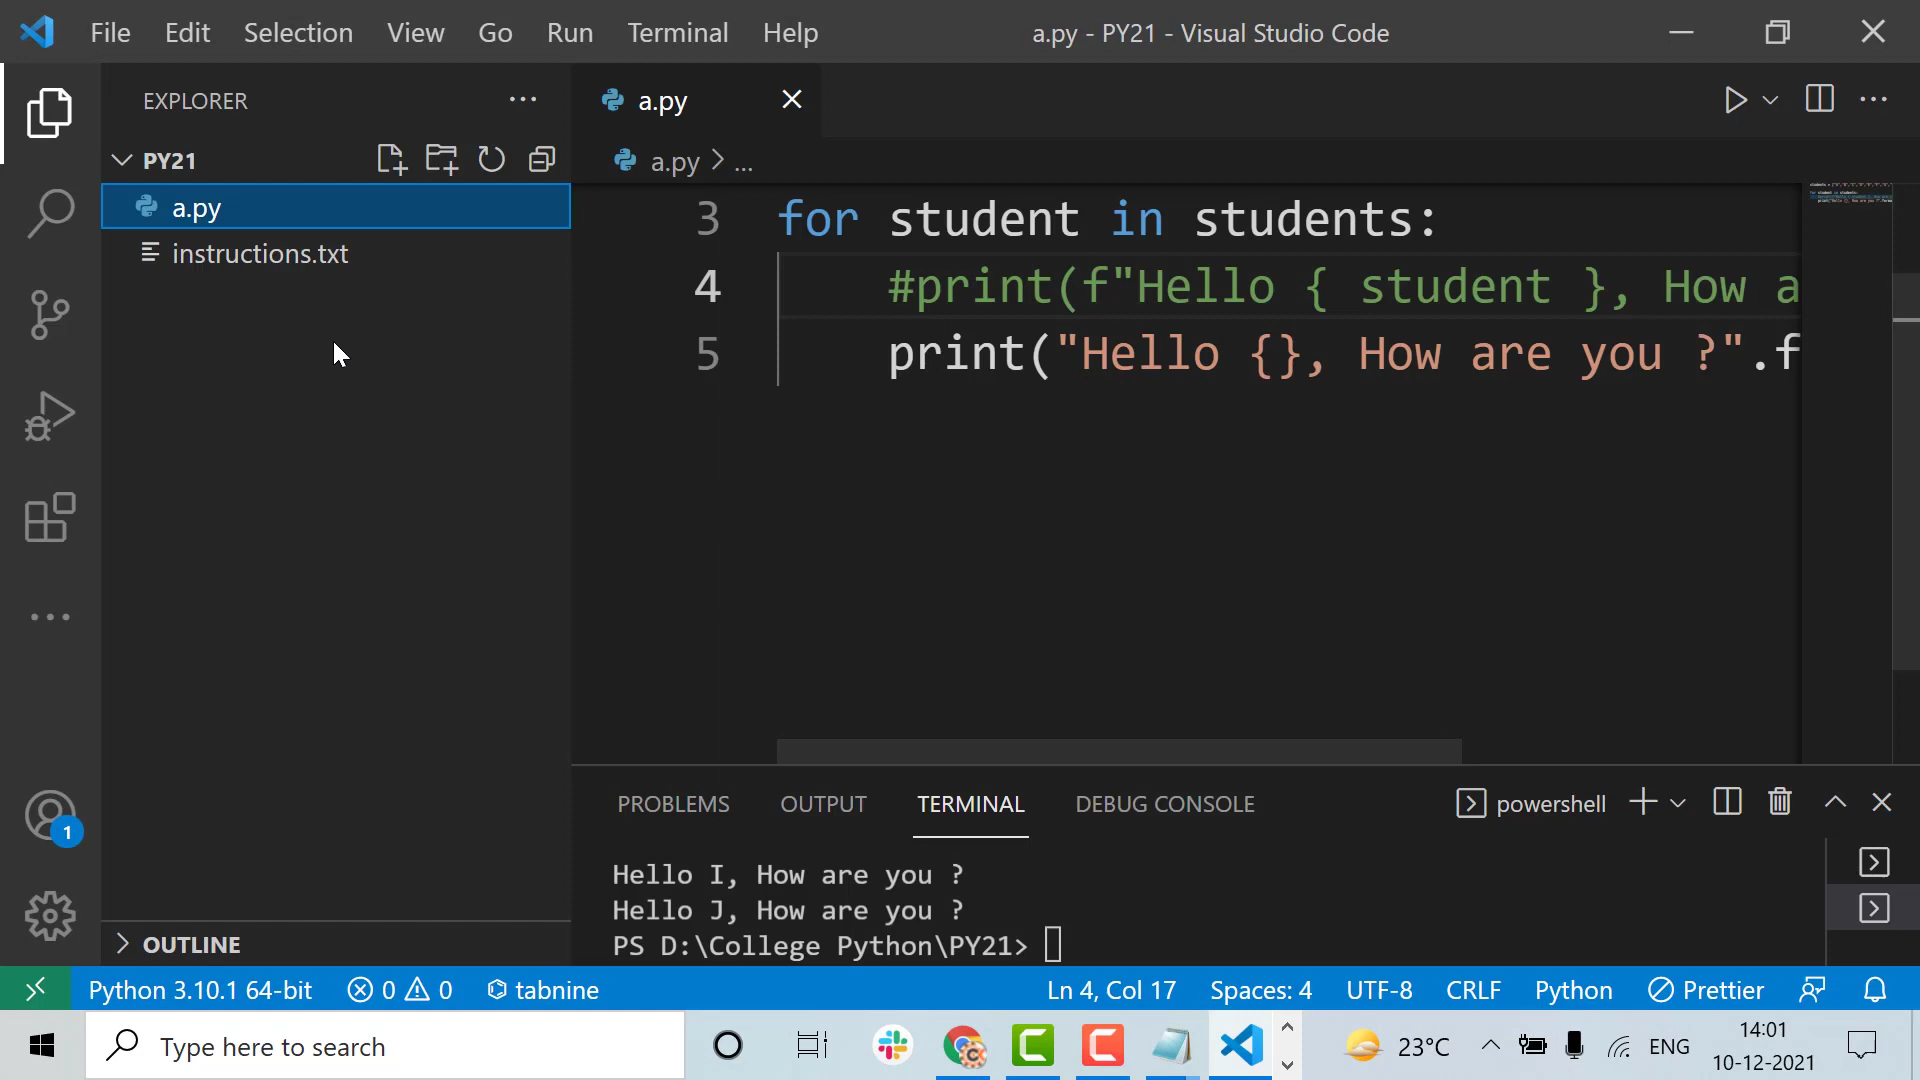 File Edit Selection View Go Run Terminal Help
a.py - PY21 - Visual Studio Code
EXPLORER
PY21
a.py
instructions.txt
OUTLINE
a.py
a.py > ...
3 for student in students:
4 #print(f"Hello { student }, How a
5 print("Hello {}, How are you ?".f
PROBLEMS OUTPUT TERMINAL DEBUG CONSOLE
powershell
Hello I, How are you ?
Hello J, How are you ?
PS D:\College Python\PY21>
1
Python 3.10.1 64-bit 0 0 tabnine Ln 4, Col 17 Spaces: 4 UTF-8 CRLF Python Prettier
Type here to search
23°C ENG
14:01
10-12-2021